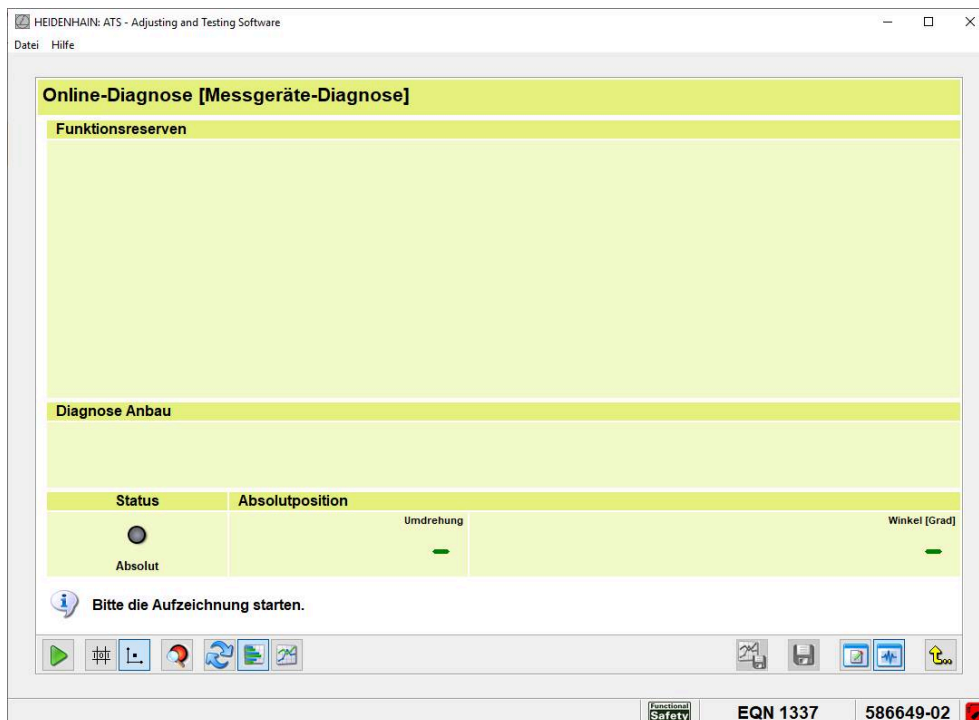 HEIDENHAIN: ATS - Adjusting and Testing Software
Datei Hilfe
Online-Diagnose [Messgeräte-Diagnose]
Funktionsreserven
Diagnose Anbau
Status Absolutposition
Umdrehung Winkel [Grad]
Absolut
Bitte die Aufzeichnung starten.
Functional
Safety EQN 1337 586649-02